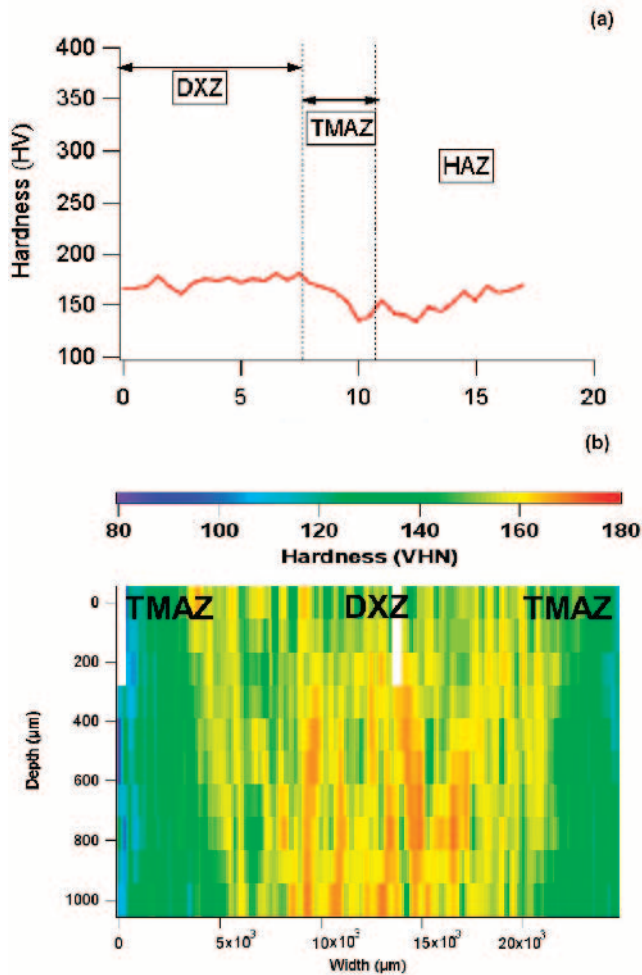 (a)
400
DXZ
350
TMAZ
300
HAZ
250
200
150
100
Hardness (HV)
0 5 10 15 20
(b)
80 100 120 140 160 180
Hardness (VHN)
TMAZ DXZ TMAZ
0
200
400
600
800
1000
Depth (µm)
0 5x10³ 10x10³ 15x10³ 20x10³
Width (µm)